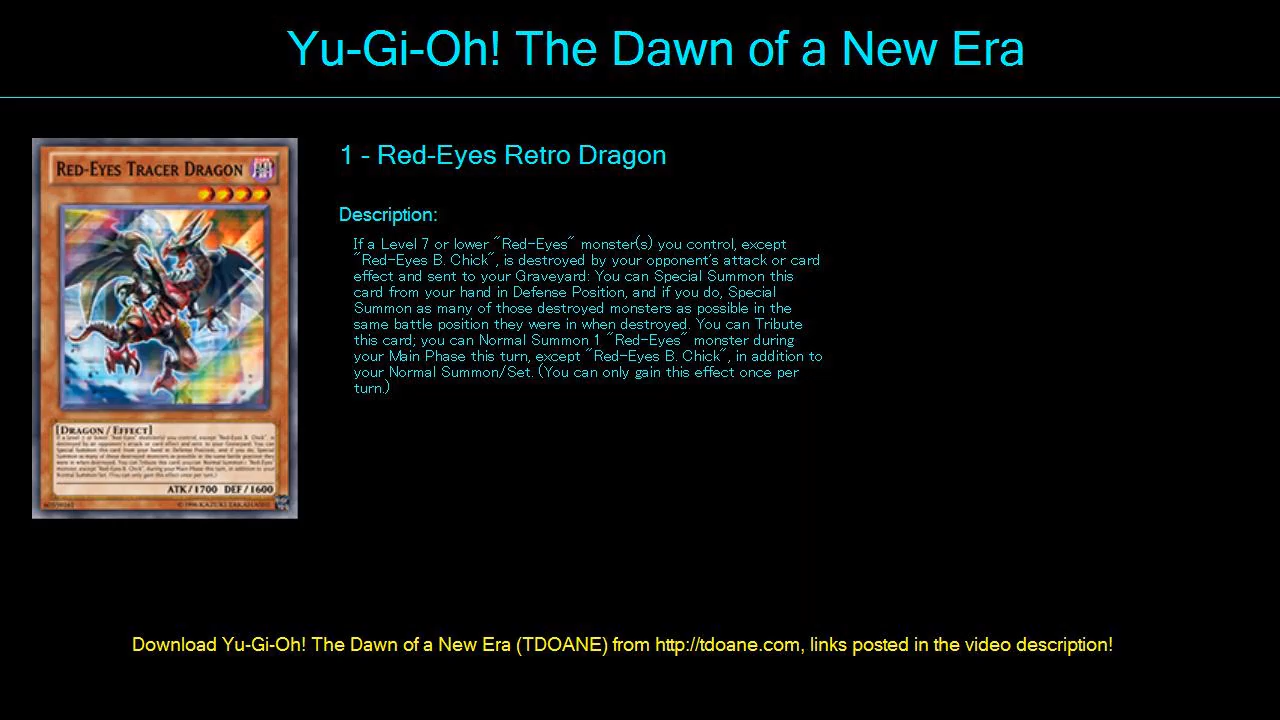 Yu-Gi-Oh! The Dawn of a New Era
RED-EYES TRACER DRAGON
[DRAGON / EFFECT]
ATK/1700 DEF/1600
1 - Red-Eyes Retro Dragon
Description:
If a Level 7 or lower "Red-Eyes" monster(s) you control, except
"Red-Eyes B. Chick", is destroyed by your opponent's attack or card
effect and sent to your Graveyard: You can Special Summon this
card from your hand in Defense Position, and if you do, Special
Summon as many of those destroyed monsters as possible in the
same battle position they were in when destroyed. You can Tribute
this card; you can Normal Summon 1 "Red-Eyes" monster during
your Main Phase this turn, except "Red-Eyes B. Chick", in addition to
your Normal Summon/Set. (You can only gain this effect once per
turn.)
Download Yu-Gi-Oh! The Dawn of a New Era (TDOANE) from http://tdoane.com, links posted in the video description!